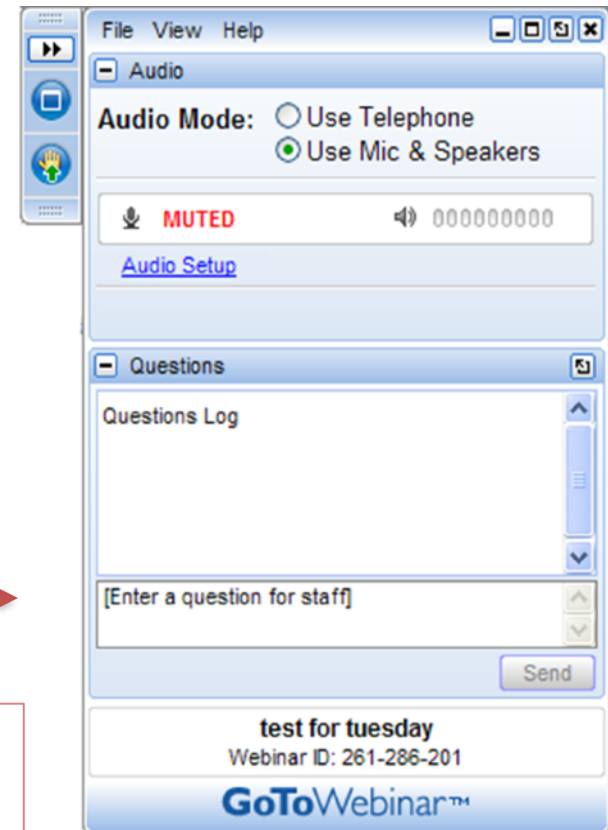 File View Help
Audio
Audio Mode: Use Telephone
Use Mic & Speakers
MUTED 000000000
Audio Setup
Questions
Questions Log
[Enter a question for staff]
Send
test for tuesday
Webinar ID: 261-286-201
GoToWebinar™